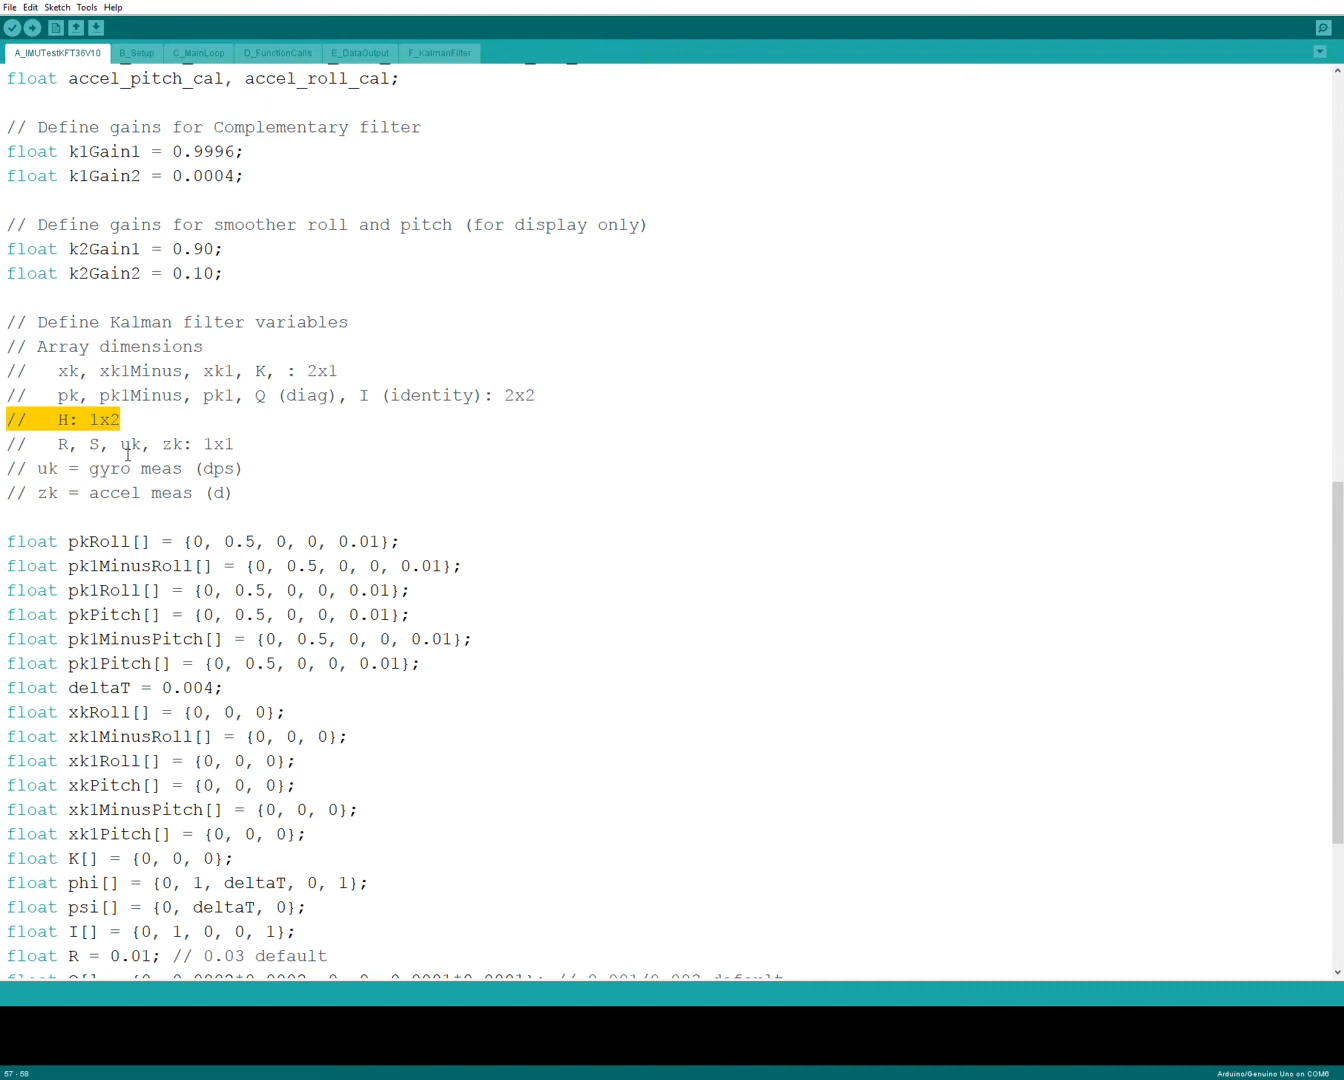 File Edit Sketch Tools Help
A_IMUTestKFT36V10 B_Setup C_MainLoop D_FunctionCalls E_DataOutput F_KalmanFilter
float accel_pitch_cal, accel_roll_cal;
// Define gains for Complementary filter
float k1Gain1 = 0.9996;
float k1Gain2 = 0.0004;
// Define gains for smoother roll and pitch (for display only)
float k2Gain1 = 0.90;
float k2Gain2 = 0.10;
// Define Kalman filter variables
// Array dimensions
// xk, xk1Minus, xk1, K, : 2x1
// pk, pk1Minus, pk1, Q (diag), I (identity): 2x2
// H: 1x2
// R, S, uk, zk: 1x1
// uk = gyro meas (dps)
// zk = accel meas (d)
float pkRoll[] = {0, 0.5, 0, 0, 0.01};
float pk1MinusRoll[] = {0, 0.5, 0, 0, 0.01};
float pk1Roll[] = {0, 0.5, 0, 0, 0.01};
float pkPitch[] = {0, 0.5, 0, 0, 0.01};
float pk1MinusPitch[] = {0, 0.5, 0, 0, 0.01};
float pk1Pitch[] = {0, 0.5, 0, 0, 0.01};
float deltaT = 0.004;
float xkRoll[] = {0, 0, 0};
float xk1MinusRoll[] = {0, 0, 0};
float xk1Roll[] = {0, 0, 0};
float xkPitch[] = {0, 0, 0};
float xk1MinusPitch[] = {0, 0, 0};
float xk1Pitch[] = {0, 0, 0};
float K[] = {0, 0, 0};
float phi[] = {0, 1, deltaT, 0, 1};
float psi[] = {0, deltaT, 0};
float I[] = {0, 1, 0, 0, 1};
float R = 0.01; // 0.03 default
57 - 58
Arduino/Genuino Uno on COM6